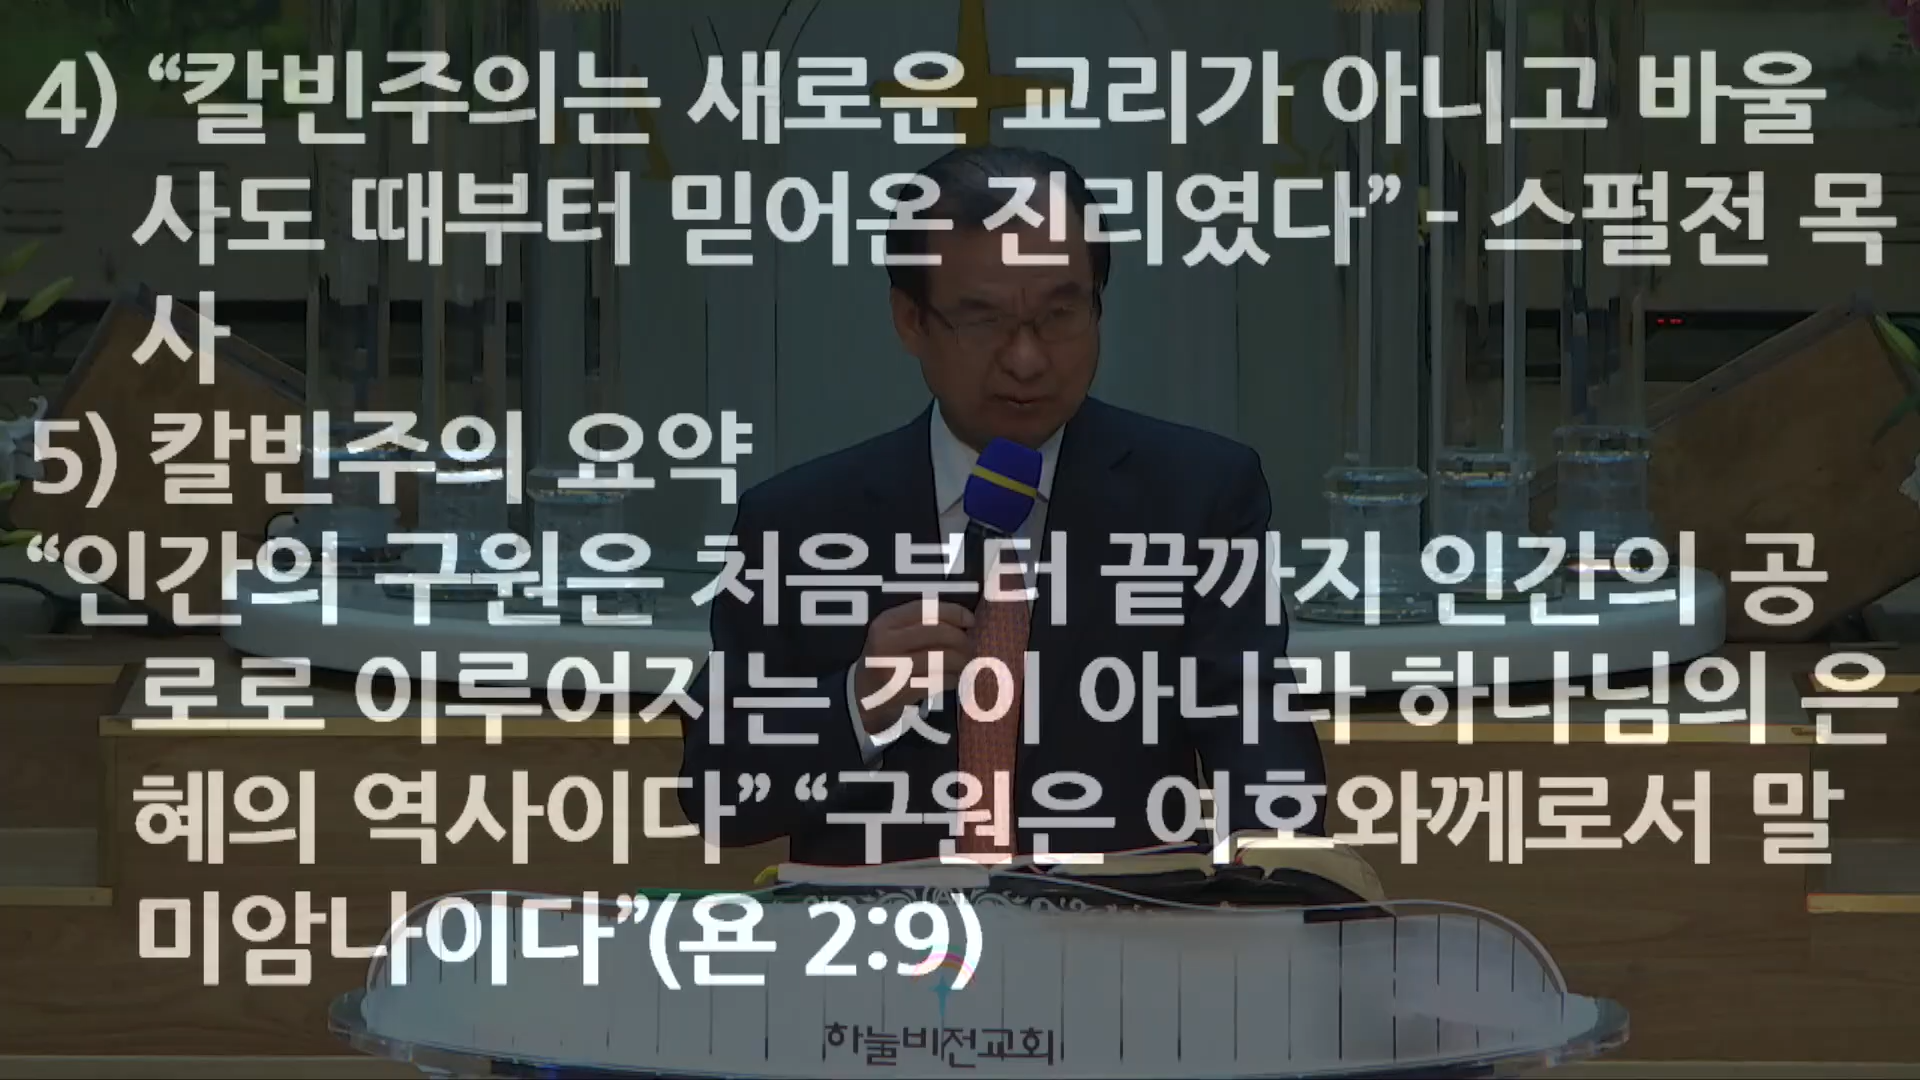 4) “칼빈주의는 새로운 교리가 아니고 바울
사도 때부터 믿어온 진리였다” - 스펄전 목
사
5) 칼빈주의 요약
“인간의 구원은 처음부터 끝까지 인간의 공
로로 이루어지는 것이 아니라 하나님의 은
혜의 역사이다” “구원은 여호와께로서 말
미암나이다”(욘 2:9)
하늘비전교회